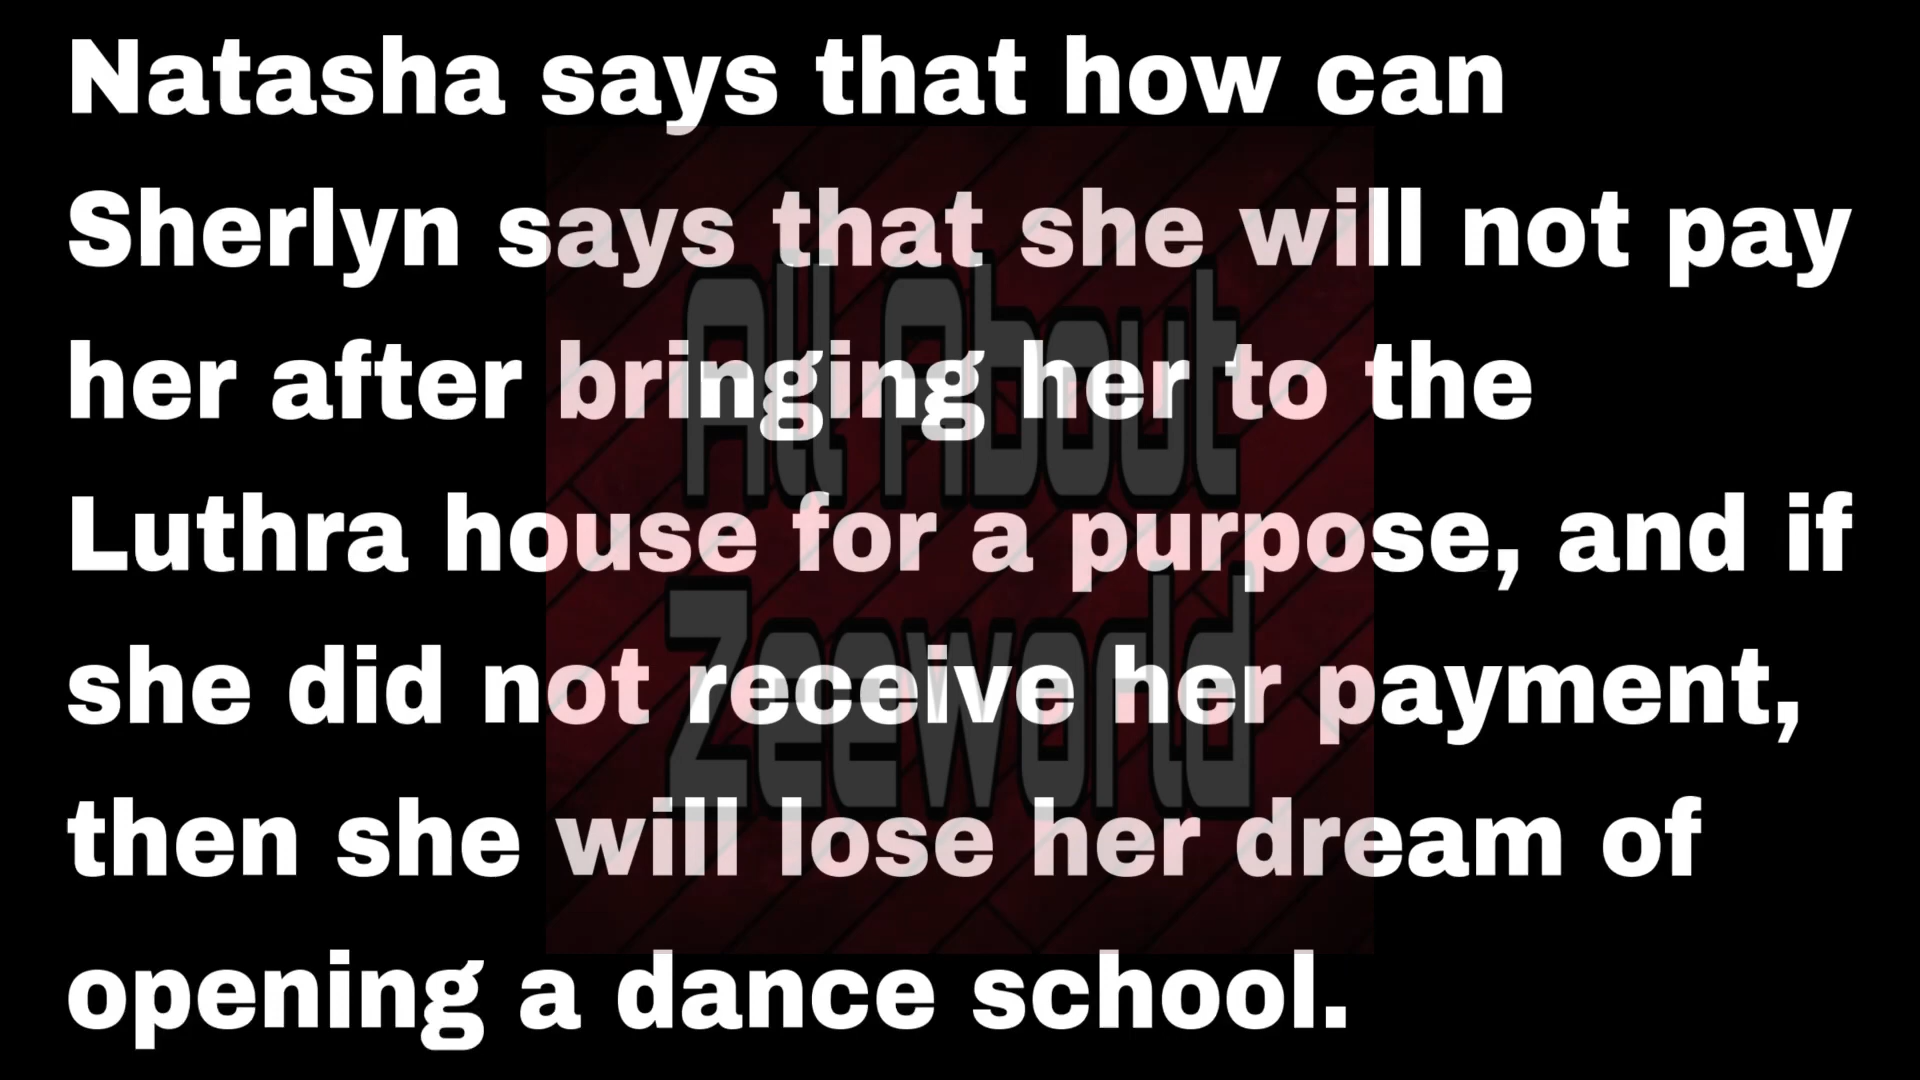 Natasha says that how can
Sherlyn says that she will not pay
her after bringing her to the
Luthra house for a purpose, and if
she did not receive her payment,
then she will lose her dream of
opening a dance school.
All About
Zeeworld